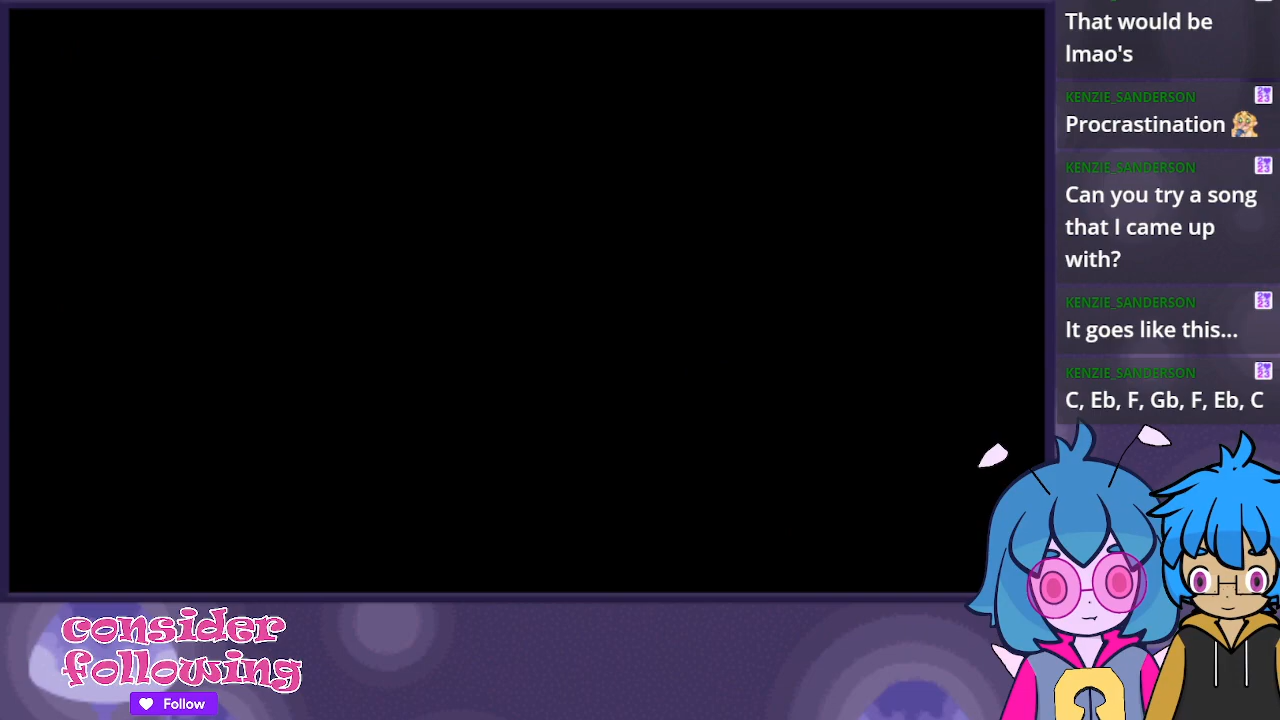 That would be
lmao's
KENZIE_SANDERSON
Procrastination
KENZIE_SANDERSON
Can you try a song
that I came up
with?
KENZIE_SANDERSON
It goes like this...
KENZIE_SANDERSON
C, Eb, F, Gb, F, Eb, C
consider
following
Follow